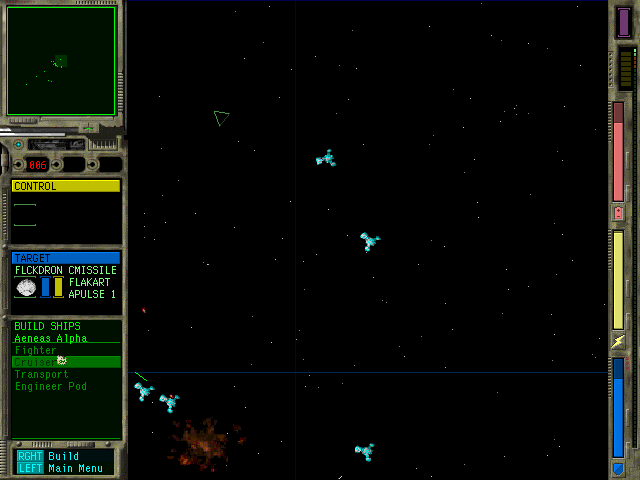 006
CONTROL
TARGET
FLCKDRON CMISSILE
FLAKART
APULSE 1
BUILD SHIPS
Aeneas Alpha
Fighter
Cruiser
Transport
Engineer Pod
RGHT Build
LEFT Main Menu